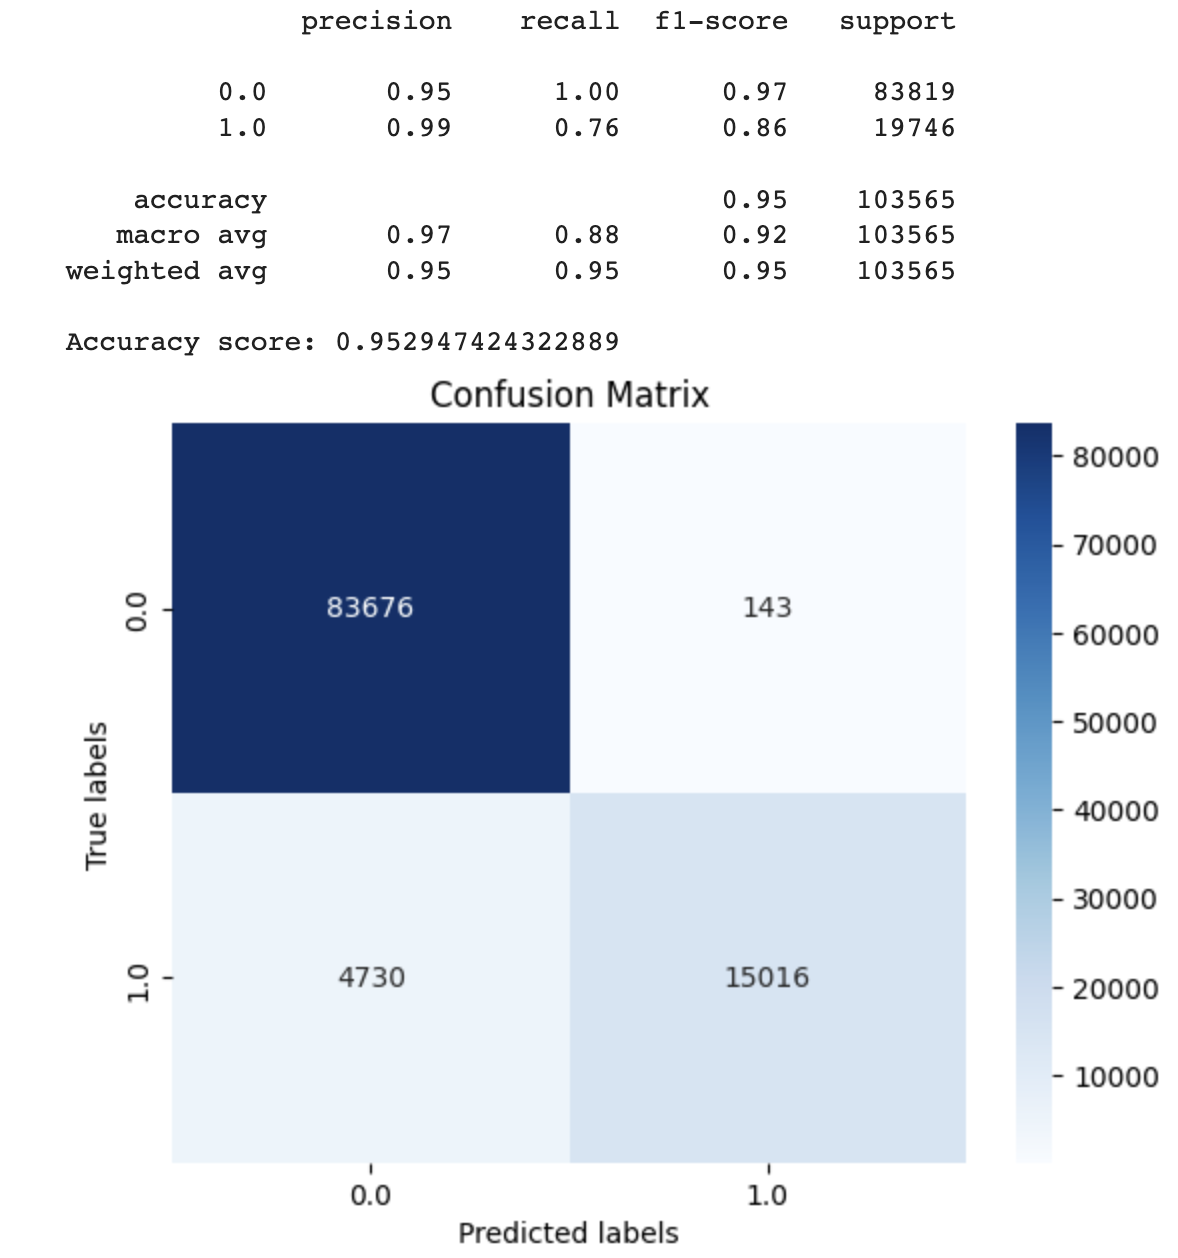 precision recall f1-score support
0.0 0.95 1.00 0.97 83819
1.0 0.99 0.76 0.86 19746
accuracy 0.95 103565
macro avg 0.97 0.88 0.92 103565
weighted avg 0.95 0.95 0.95 103565
Accuracy score: 0.952947424322889
Confusion Matrix
80000
70000
60000
50000
40000
30000
20000
10000
True labels
0.0
83676 143
1.0
4730 15016
0.0 1.0
Predicted labels